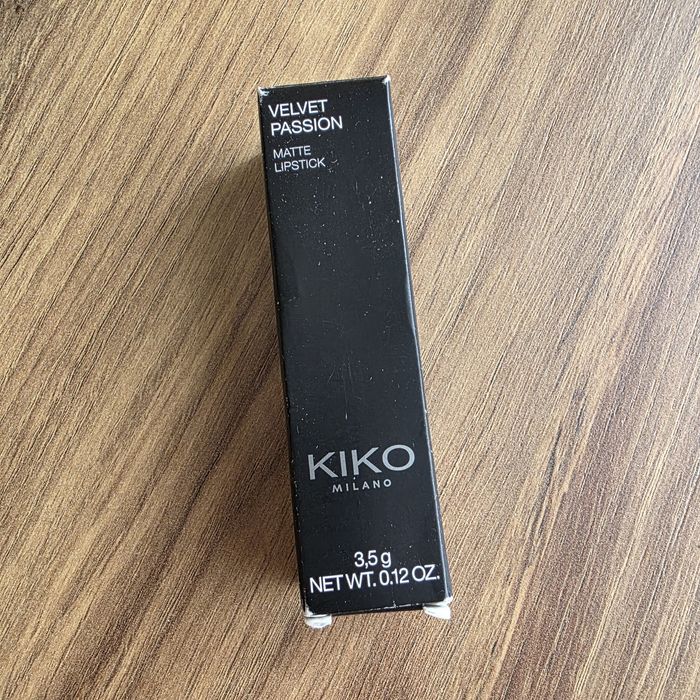 VELVET
PASSION
MATTE
LIPSTICK
KIKO
MILANO
3,5 g
NET WT. 0.12 OZ.